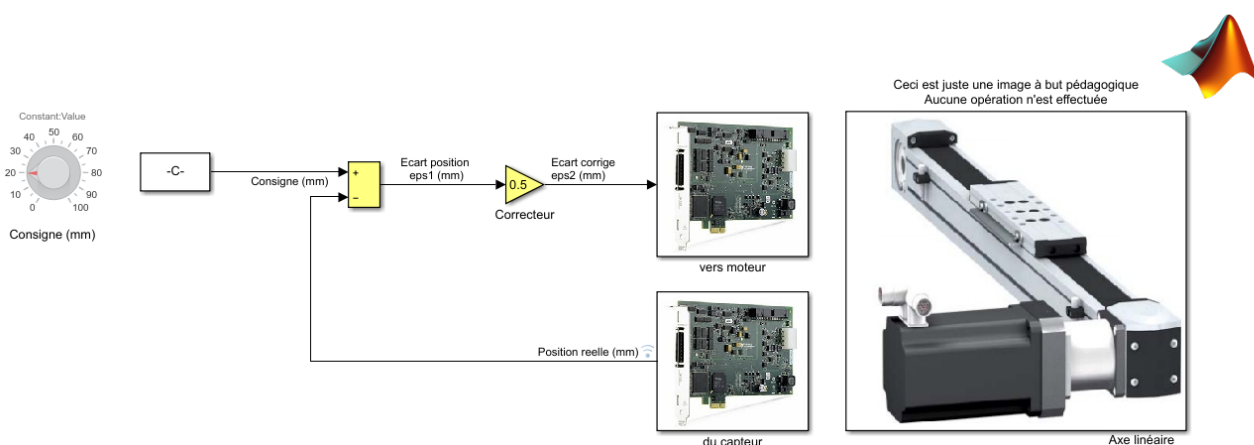 Ceci est juste une image à but pédagogique
Aucune opération n'est effectuée
Constant:Value
0
10
20
30
40
50
60
70
80
90
100
Consigne (mm)
-C-
Consigne (mm)
+
−
Ecart position
eps1 (mm)
0.5
Correcteur
Ecart corrige
eps2 (mm)
vers moteur
Position reelle (mm)
du capteur
Axe linéaire